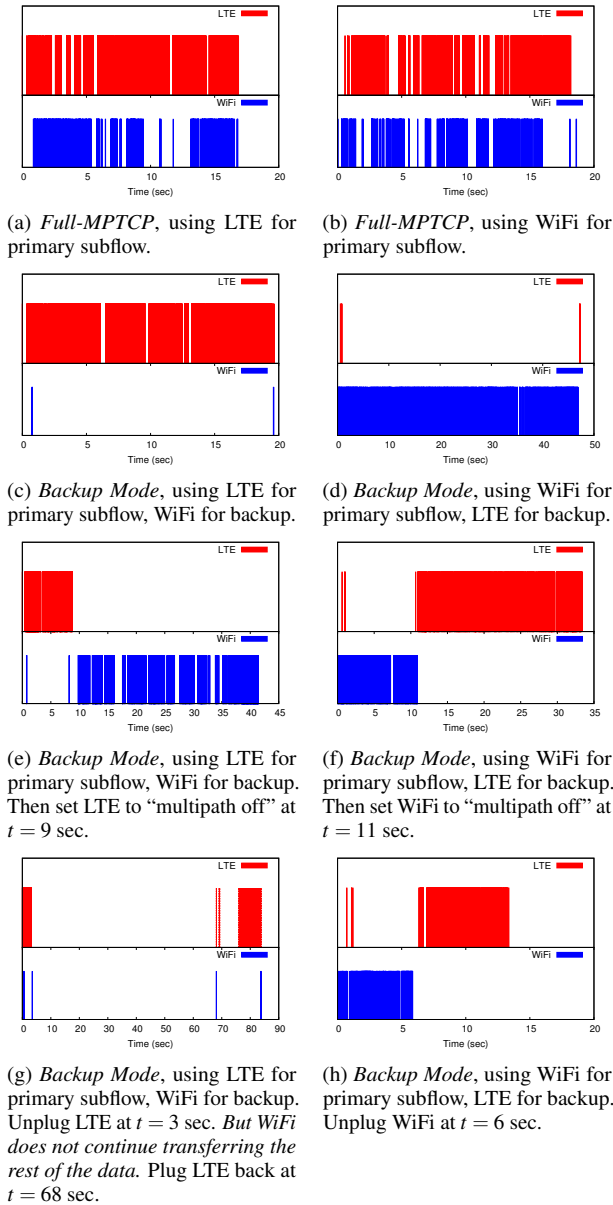 LTE
WiFi
0 5 10 15 20
Time (sec)
(a) Full-MPTCP, using LTE for
primary subflow.
LTE
WiFi
0 5 10 15 20
Time (sec)
(b) Full-MPTCP, using WiFi for
primary subflow.
LTE
WiFi
0 5 10 15 20
Time (sec)
(c) Backup Mode, using LTE for
primary subflow, WiFi for backup.
LTE
WiFi
0 10 20 30 40 50
Time (sec)
(d) Backup Mode, using WiFi for
primary subflow, LTE for backup.
LTE
WiFi
0 5 10 15 20 25 30 35 40 45
Time (sec)
(e) Backup Mode, using LTE for
primary subflow, WiFi for backup.
Then set LTE to “multipath off” at
t = 9 sec.
LTE
WiFi
0 5 10 15 20 25 30 35
Time (sec)
(f) Backup Mode, using WiFi for
primary subflow, LTE for backup.
Then set WiFi to “multipath off” at
t = 11 sec.
LTE
WiFi
0 10 20 30 40 50 60 70 80 90
Time (sec)
(g) Backup Mode, using LTE for
primary subflow, WiFi for backup.
Unplug LTE at t = 3 sec. But WiFi
does not continue transferring the
rest of the data. Plug LTE back at
t = 68 sec.
LTE
WiFi
0 5 10 15 20
Time (sec)
(h) Backup Mode, using WiFi for
primary subflow, LTE for backup.
Unplug WiFi at t = 6 sec.